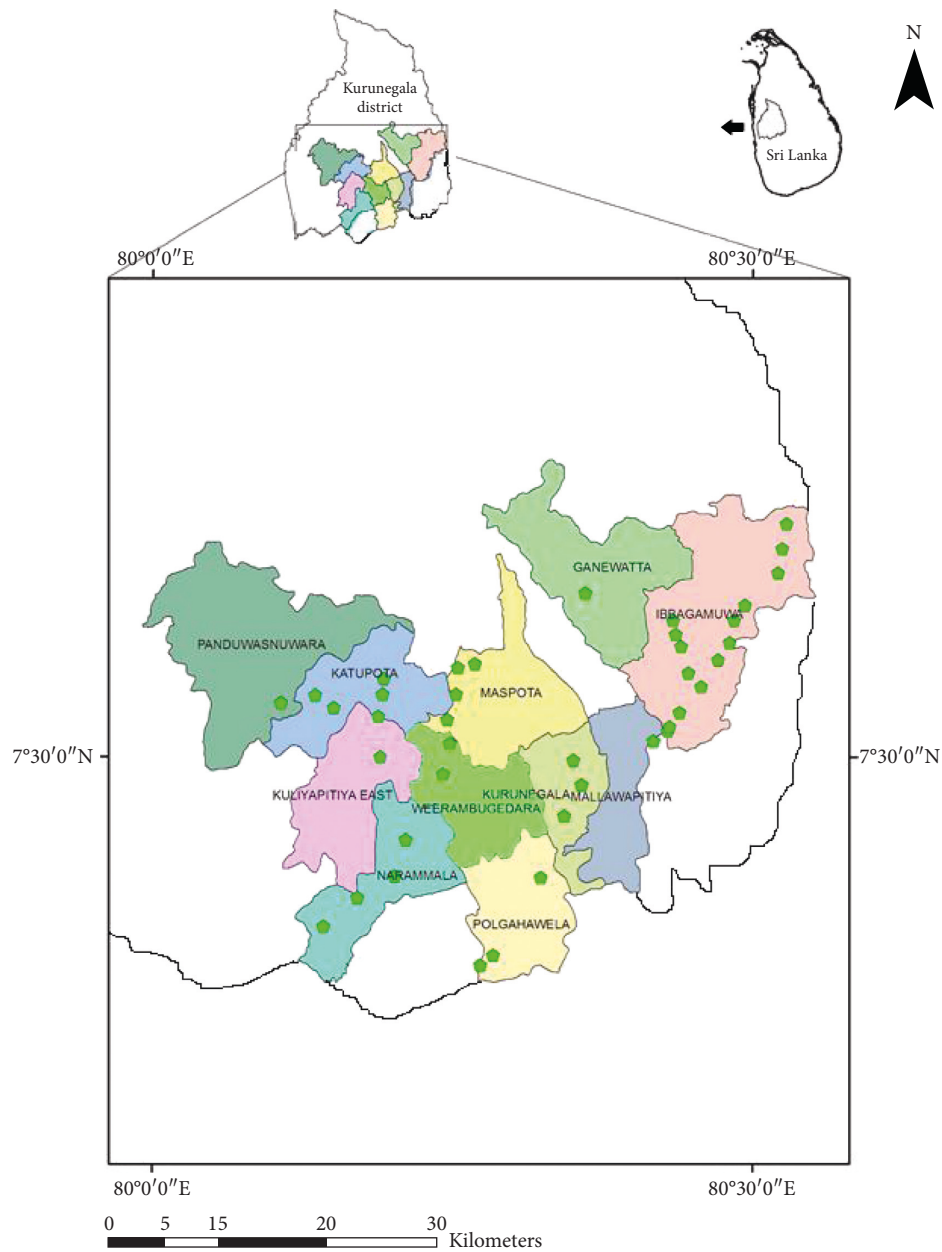 N
Kurunegala
district
Sri Lanka
80°0′0″E
80°30′0″E
GANEWATTA
IBBAGAMUWA
PANDUWASNUWARA
KATUPOTA
MASPOTA
7°30′0″N
7°30′0″N
KULIYAPITIYA EAST
KURUNEGALA
MALLAWAPITIYA
WEERAMBUGEDARA
NARAMMALA
POLGAHAWELA
80°0′0″E
80°30′0″E
0 5 15 20 30
Kilometers